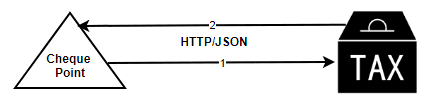 2
HTTP/JSON
Cheque
Point
1
TAX